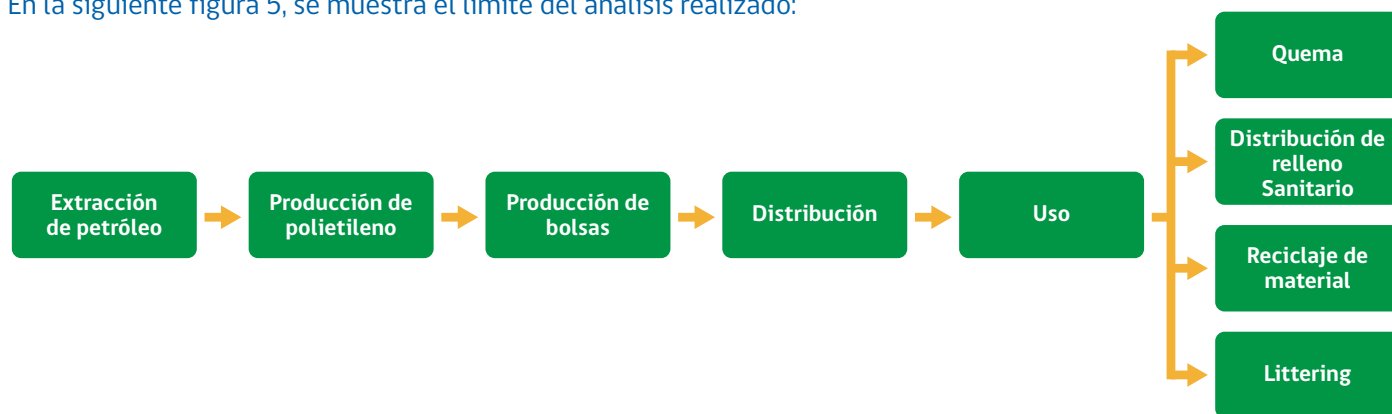 En la siguiente figura 5, se muestra el límite del análisis realizado:
Extracción
de petróleo
Producción de
polietileno
Producción de
bolsas
Distribución
Uso
Quema
Distribución de
relleno
Sanitario
Reciclaje de
material
Littering